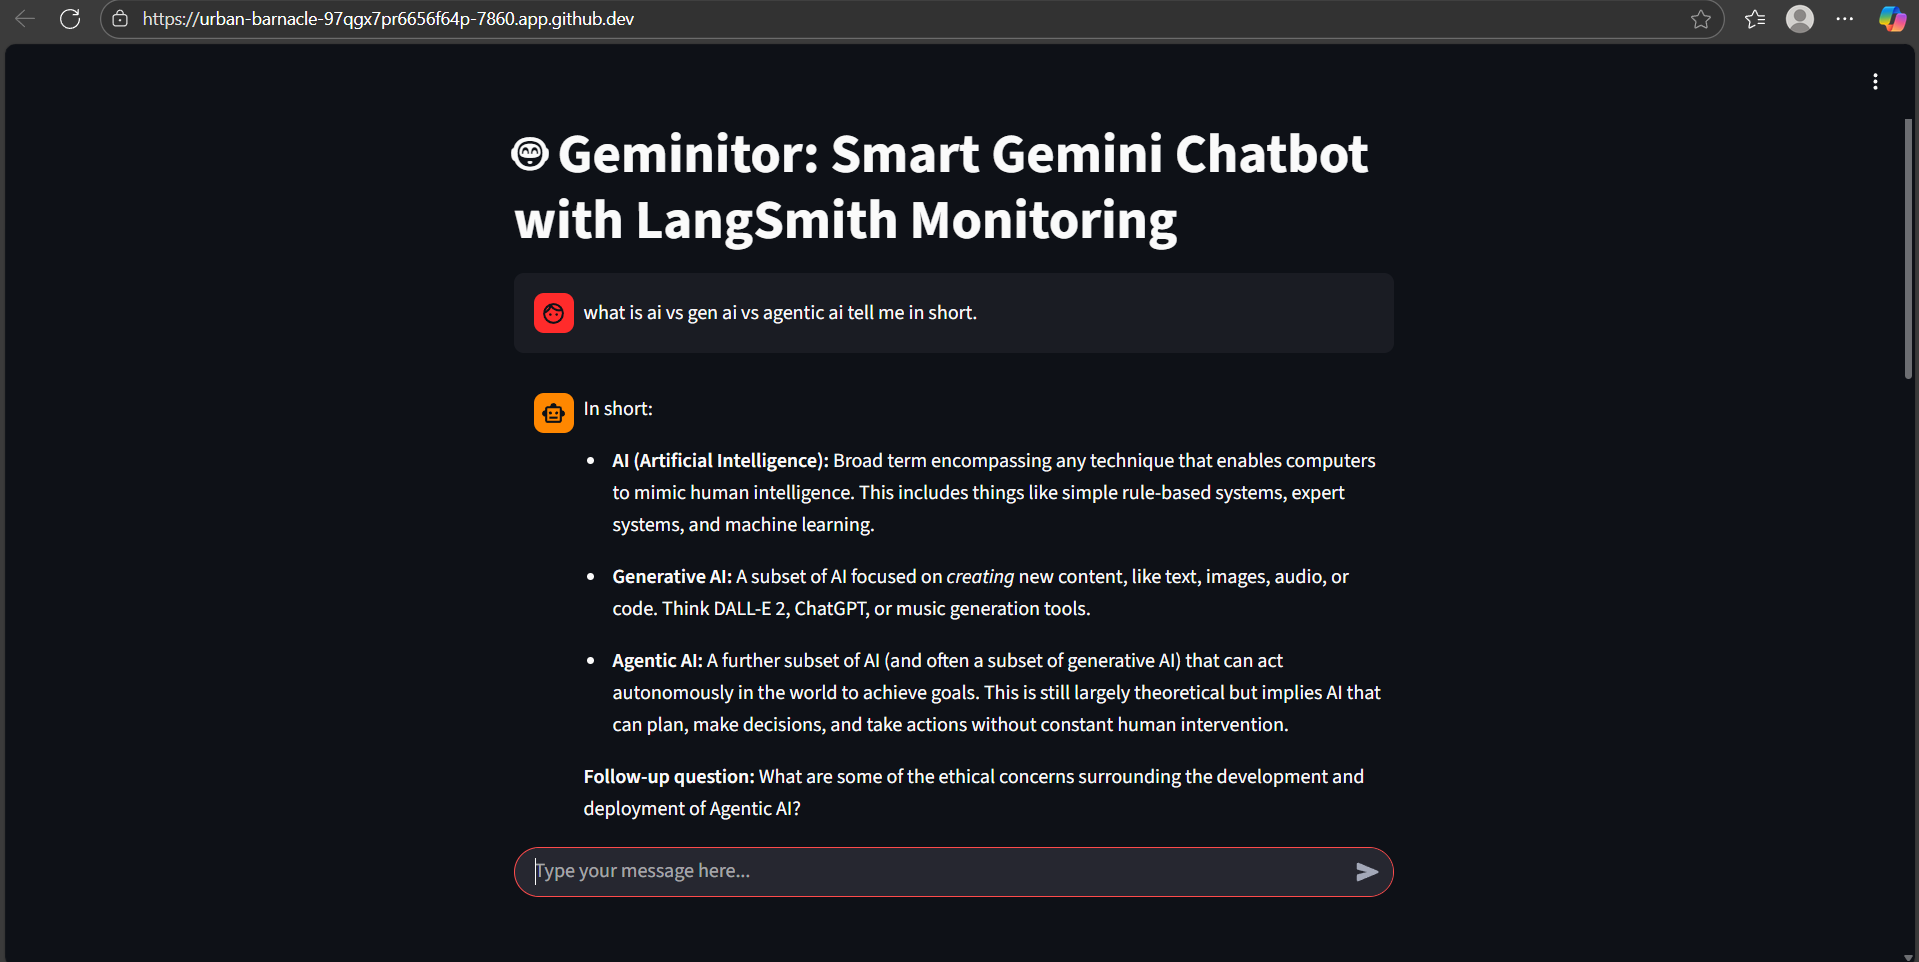 https://urban-barnacle-97qgx7pr6656f64p-7860.app.github.dev
Geminitor: Smart Gemini Chatbot
with LangSmith Monitoring
what is ai vs gen ai vs agentic ai tell me in short.
In short:
• AI (Artificial Intelligence): Broad term encompassing any technique that enables computers
to mimic human intelligence. This includes things like simple rule-based systems, expert
systems, and machine learning.
• Generative AI: A subset of AI focused on creating new content, like text, images, audio, or
code. Think DALL-E 2, ChatGPT, or music generation tools.
• Agentic AI: A further subset of AI (and often a subset of generative AI) that can act
autonomously in the world to achieve goals. This is still largely theoretical but implies AI that
can plan, make decisions, and take actions without constant human intervention.
Follow-up question: What are some of the ethical concerns surrounding the development and
deployment of Agentic AI?
Type your message here...